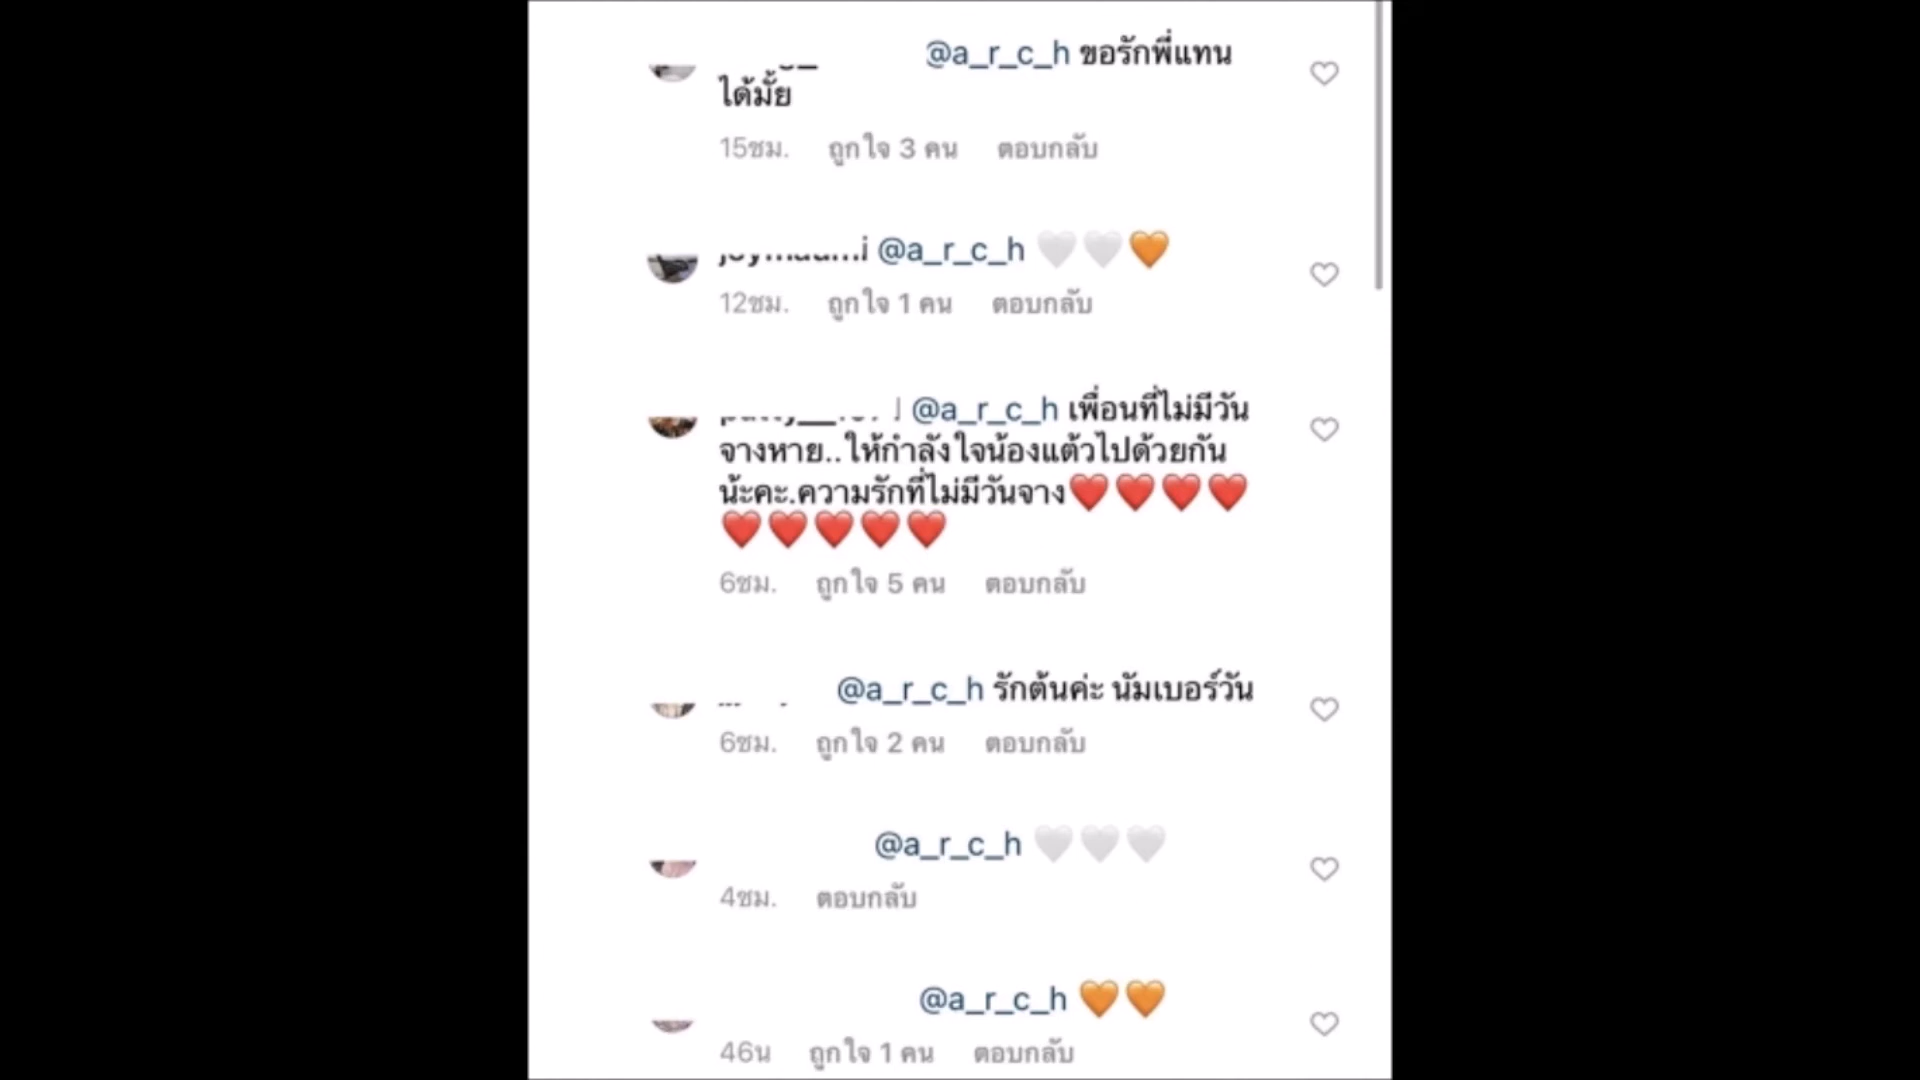 @a_r_c_h ขอรักพี่แทน
ได้มั้ย
15ชม. ถูกใจ 3 คน ตอบกลับ
@a_r_c_h 🤍🤍🧡
12ชม. ถูกใจ 1 คน ตอบกลับ
@a_r_c_h เพื่อนที่ไม่มีวัน
จางหาย..ให้กำลังใจน้องแต้วไปด้วยกัน
น้ะคะ.ความรักที่ไม่มีวันจาง❤️❤️❤️❤️
❤️❤️❤️❤️❤️
6ชม. ถูกใจ 5 คน ตอบกลับ
@a_r_c_h รักต้นค่ะ นัมเบอร์วัน
6ชม. ถูกใจ 2 คน ตอบกลับ
@a_r_c_h 🤍🤍🤍
4ชม. ตอบกลับ
@a_r_c_h 🧡🧡
46น ถูกใจ 1 คน ตอบกลับ